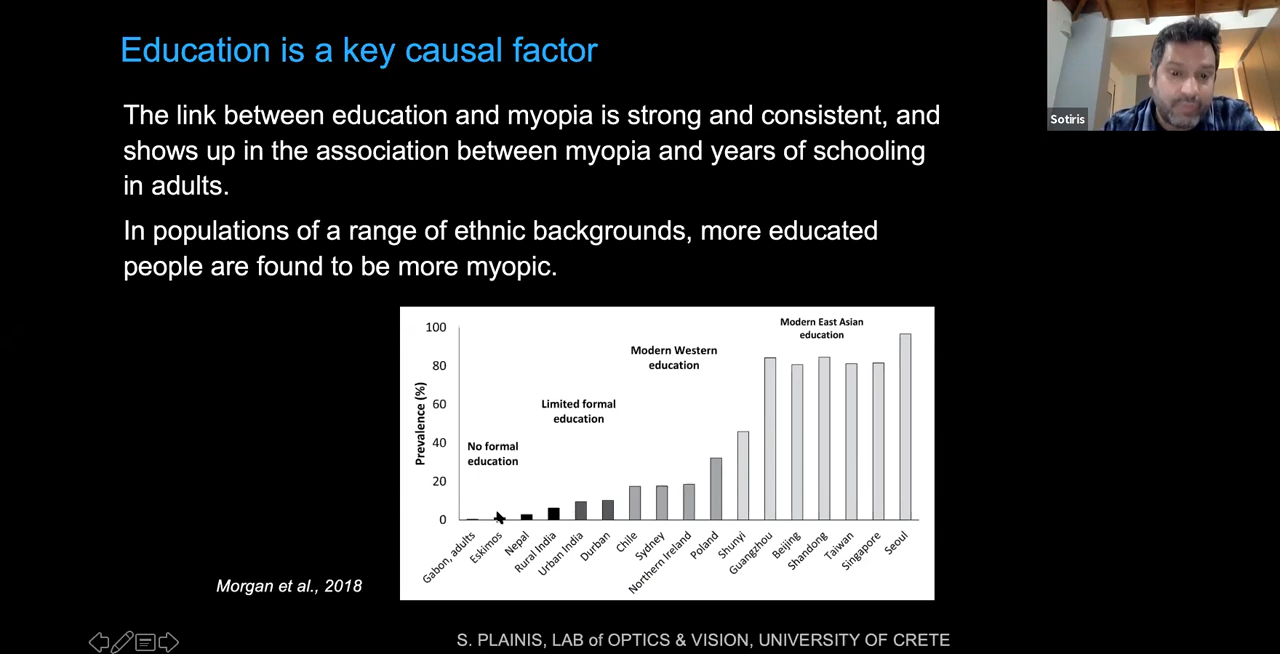 Education is a key causal factor
Sotiris
The link between education and myopia is strong and consistent, and
shows up in the association between myopia and years of schooling
in adults.
In populations of a range of ethnic backgrounds, more educated
people are found to be more myopic.
Modern East Asian
education
Modern Western
education
Limited formal
education
No formal
education
Prevalence (%)
100
80
60
40
20
0
Gabon, adults
Eskimos
Nepal
Rural India
Urban India
Durban
Chile
Sydney
Northern Ireland
Poland
Shunyi
Guangzhou
Beijing
Shandong
Taiwan
Singapore
Seoul
Morgan et al., 2018
S. PLAINIS, LAB of OPTICS & VISION, UNIVERSITY OF CRETE